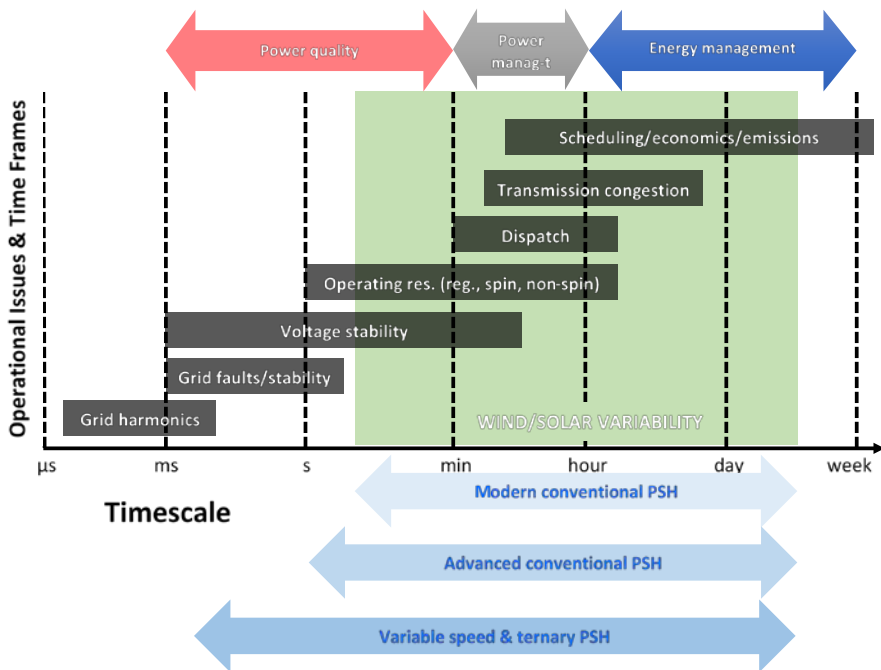 Power quality
Power
manag-t
Energy management
Operational Issues & Time Frames
Scheduling/economics/emissions
Transmission congestion
Dispatch
Operating res. (reg., spin, non-spin)
Voltage stability
Grid faults/stability
Grid harmonics
WIND/SOLAR VARIABILITY
μs
ms
s
min
hour
day
week
Timescale
Modern conventional PSH
Advanced conventional PSH
Variable speed & ternary PSH